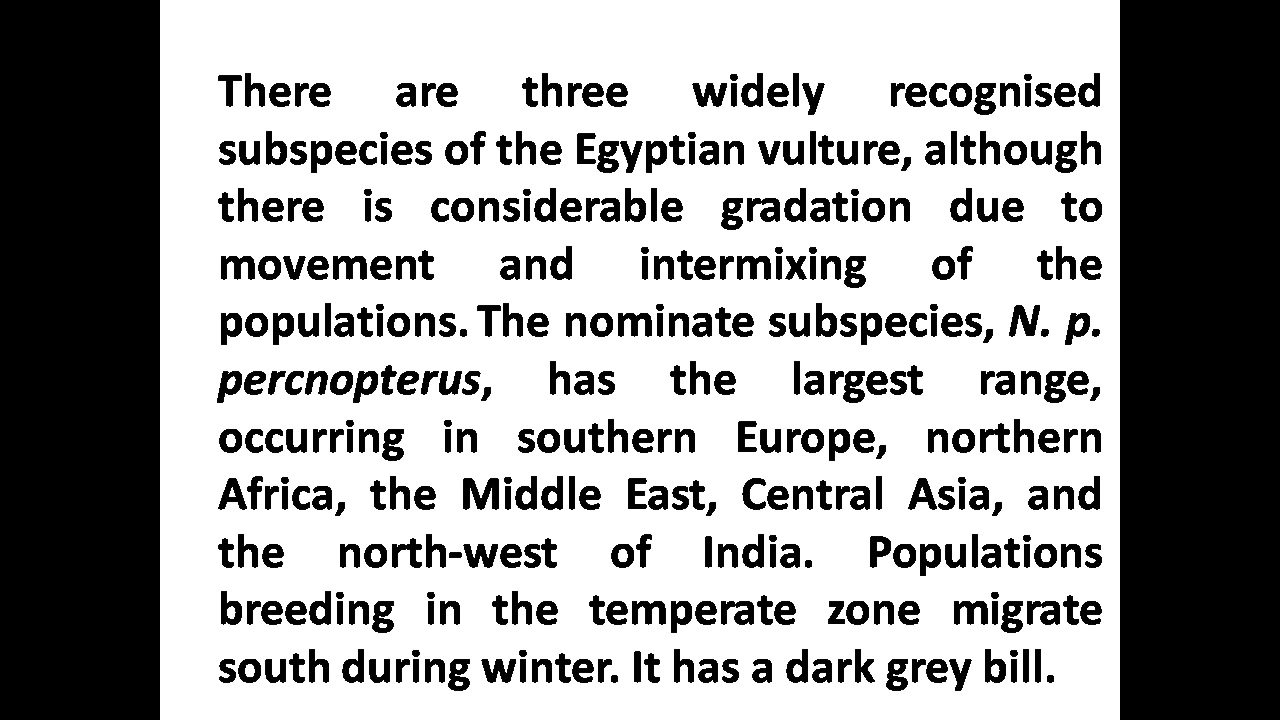 There are three widely recognised
subspecies of the Egyptian vulture, although
there is considerable gradation due to
movement and intermixing of the
populations. The nominate subspecies, N. p.
percnopterus, has the largest range,
occurring in southern Europe, northern
Africa, the Middle East, Central Asia, and
the north-west of India. Populations
breeding in the temperate zone migrate
south during winter. It has a dark grey bill.